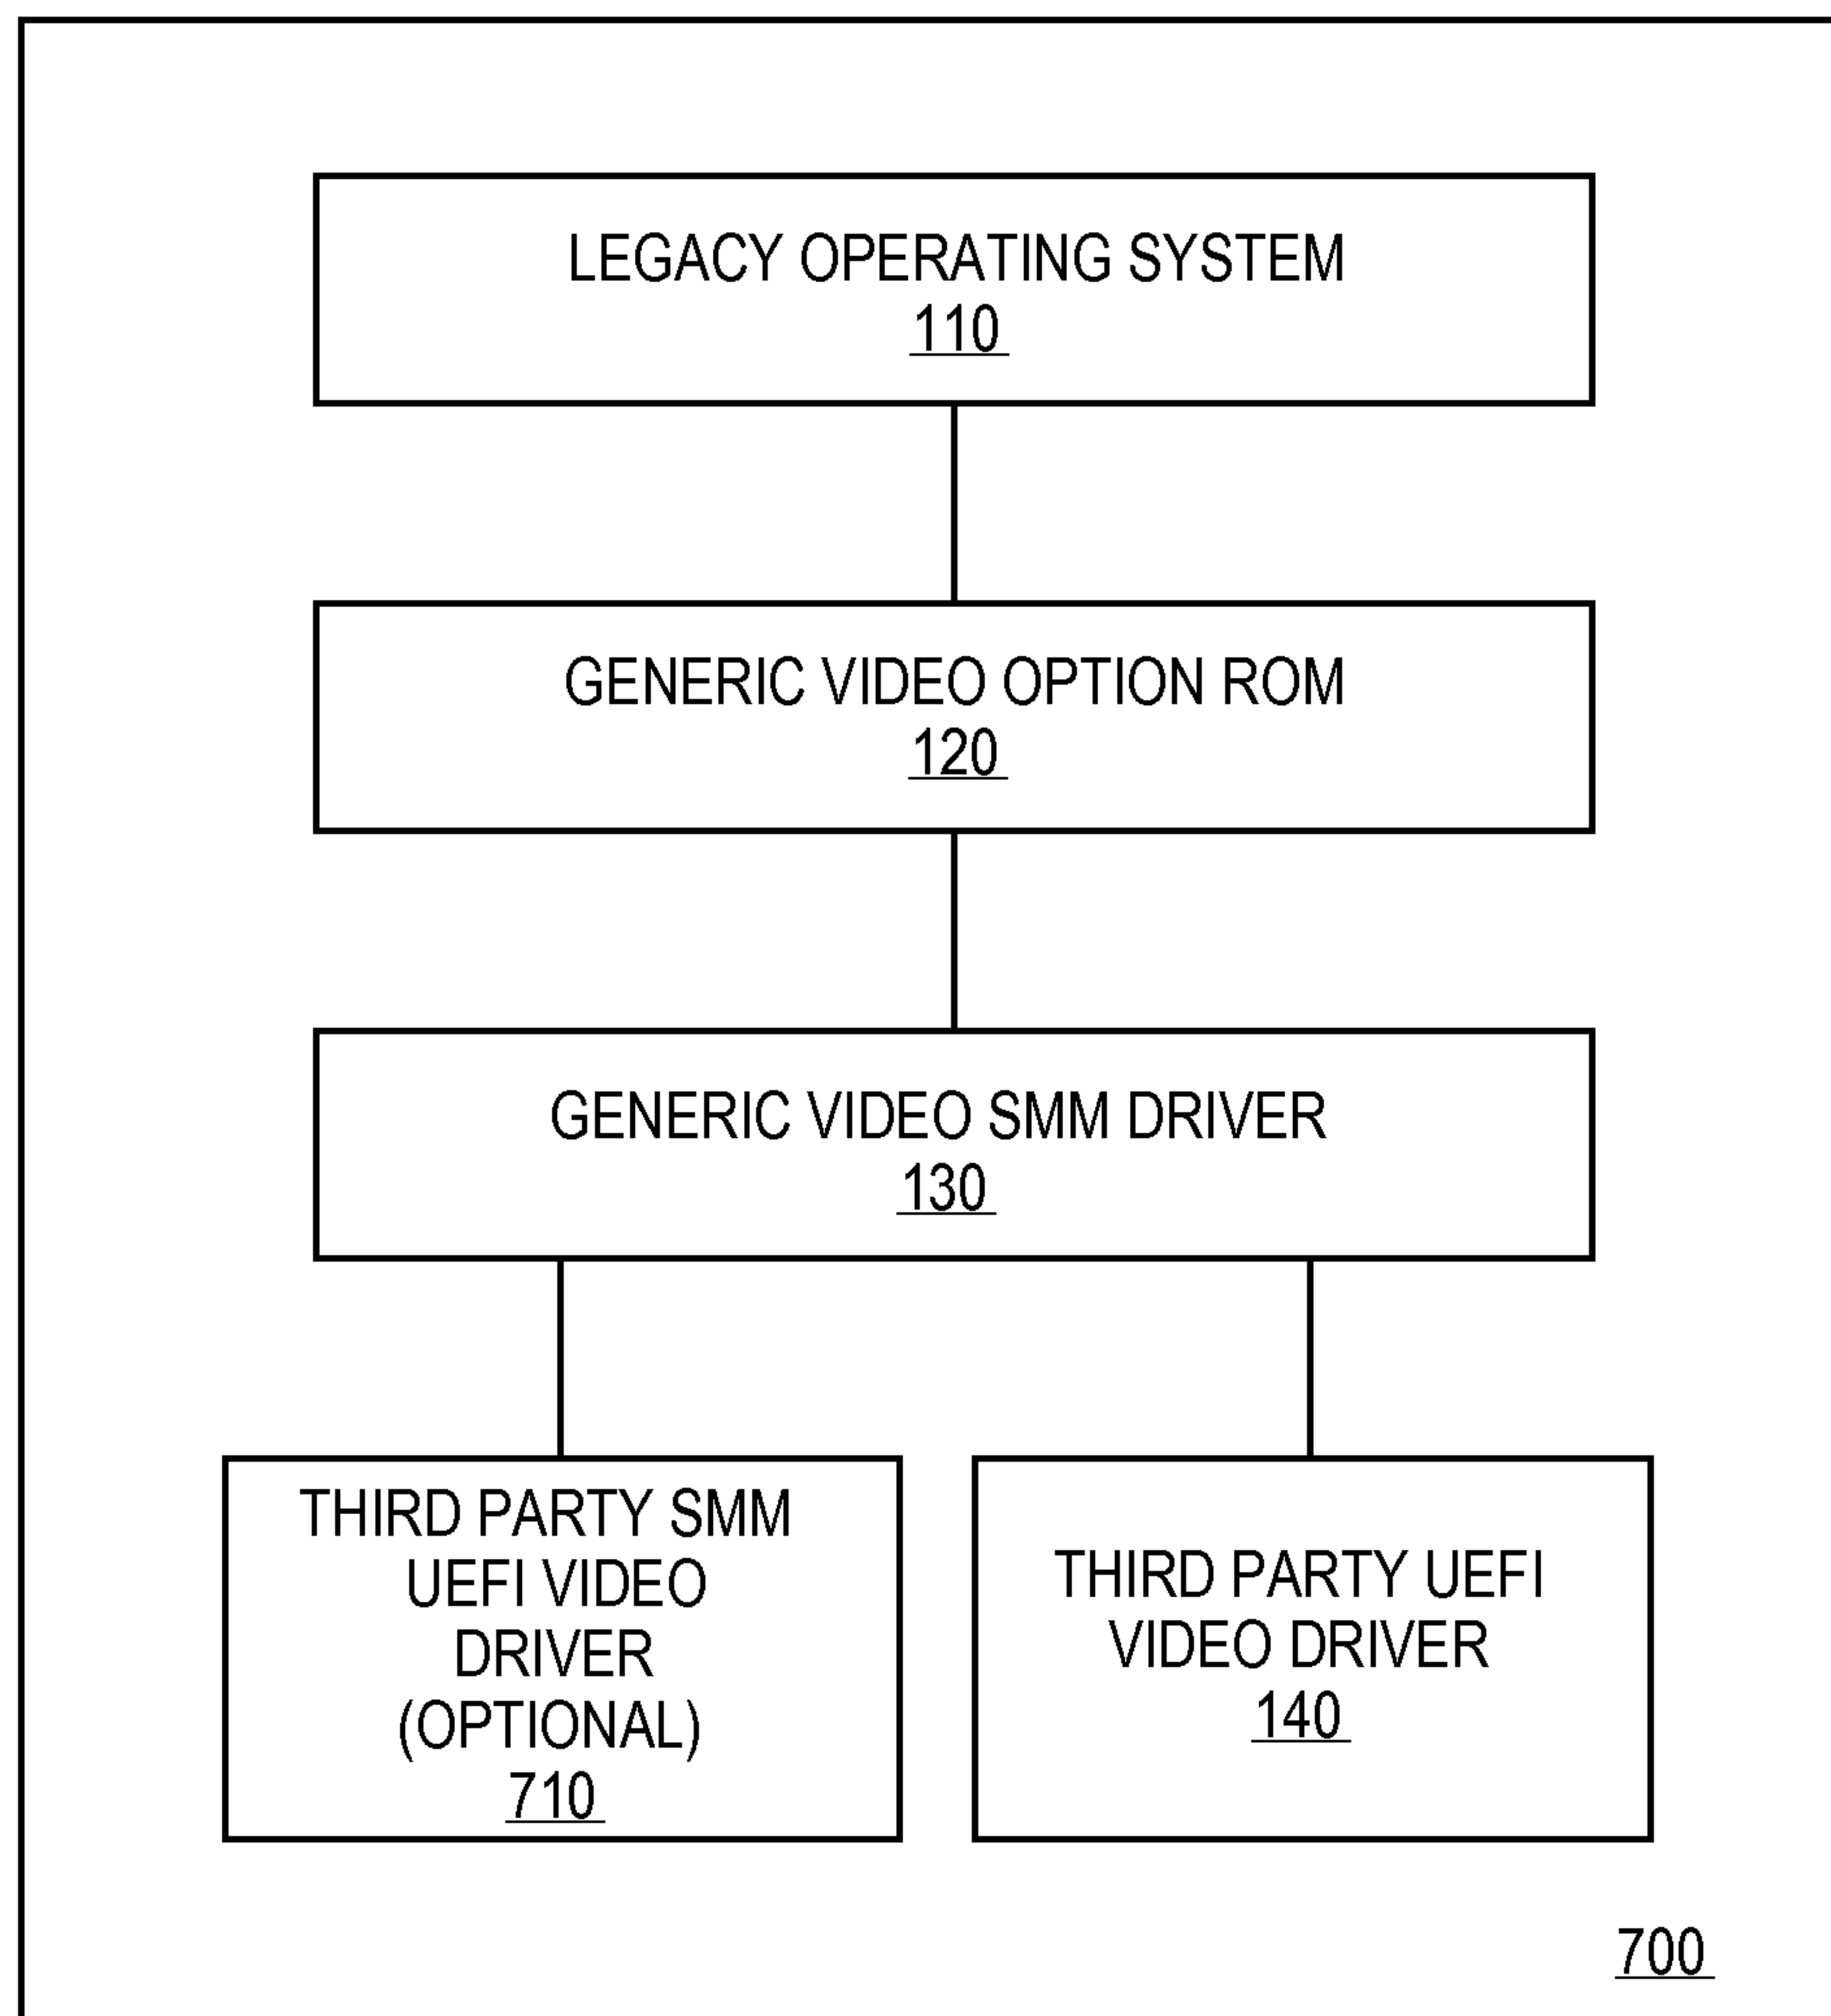 LEGACY OPERATING SYSTEM
110
GENERIC VIDEO OPTION ROM
120
GENERIC VIDEO SMM DRIVER
130
THIRD PARTY SMM
UEFI VIDEO
DRIVER
(OPTIONAL)
710
THIRD PARTY UEFI
VIDEO DRIVER
140
700